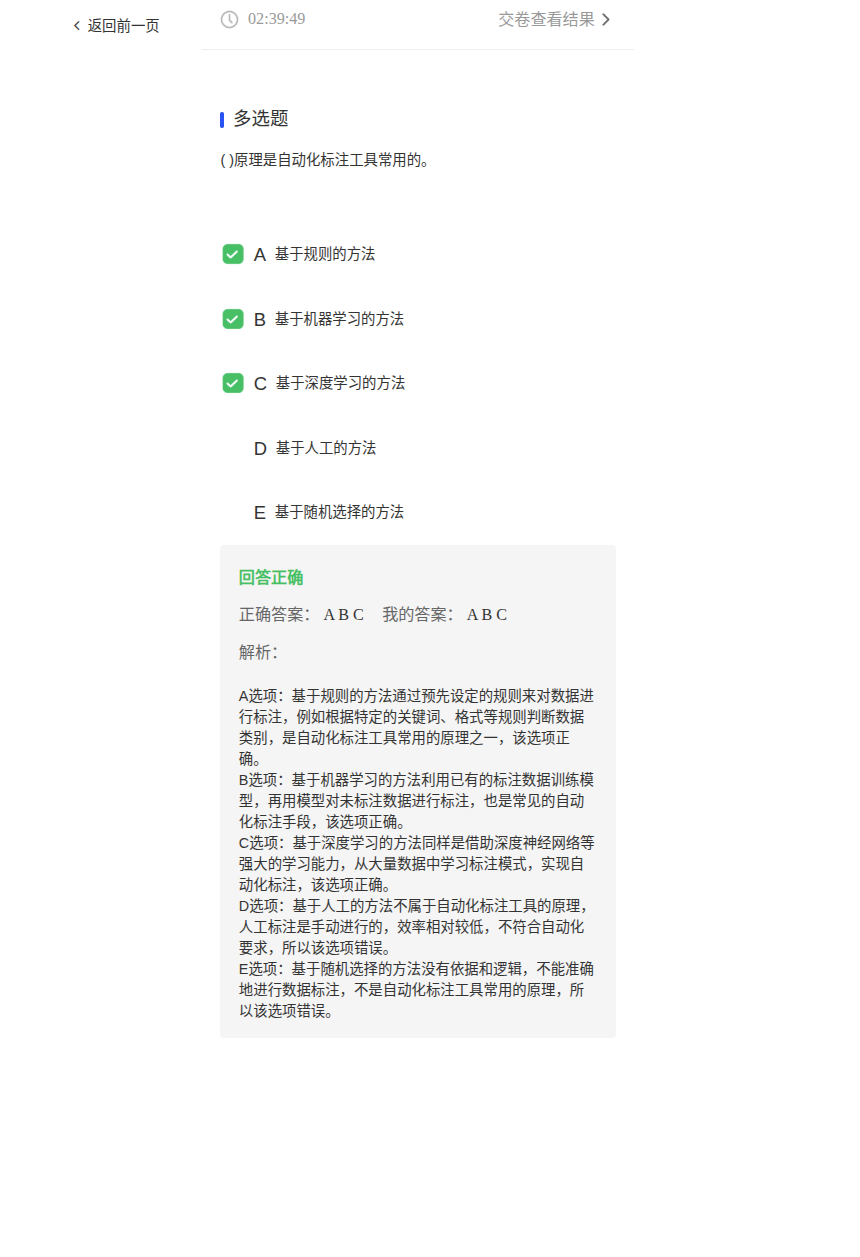 返回前一页
02:39:49
交卷查看结果
多选题
( )原理是自动化标注工具常用的。
A 基于规则的方法
B 基于机器学习的方法
C 基于深度学习的方法
D 基于人工的方法
E 基于随机选择的方法
回答正确
正确答案： A B C 我的答案： A B C
解析：
A选项：基于规则的方法通过预先设定的规则来对数据进
行标注，例如根据特定的关键词、格式等规则判断数据
类别，是自动化标注工具常用的原理之一，该选项正
确。
B选项：基于机器学习的方法利用已有的标注数据训练模
型，再用模型对未标注数据进行标注，也是常见的自动
化标注手段，该选项正确。
C选项：基于深度学习的方法同样是借助深度神经网络等
强大的学习能力，从大量数据中学习标注模式，实现自
动化标注，该选项正确。
D选项：基于人工的方法不属于自动化标注工具的原理，
人工标注是手动进行的，效率相对较低，不符合自动化
要求，所以该选项错误。
E选项：基于随机选择的方法没有依据和逻辑，不能准确
地进行数据标注，不是自动化标注工具常用的原理，所
以该选项错误。